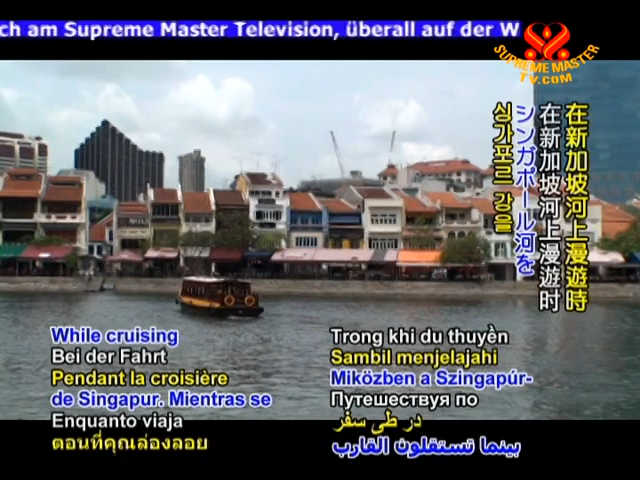 ch am Supreme Master Television, überall auf der W
SUPREME MASTER
TV.COM
在新加坡河上漫遊時
在新加坡河上漫遊时
シンガポール河を
싱가포르 강을
While cruising
Bei der Fahrt
Pendant la croisière
de Singapur. Mientras se
Enquanto viaja
ตอนที่คุณล่องลอย
Trong khi du thuyền
Sambil menjelajahi
Miközben a Szingapúr-
Путешествуя по
در طی سفر
بينما تستقلون القارب